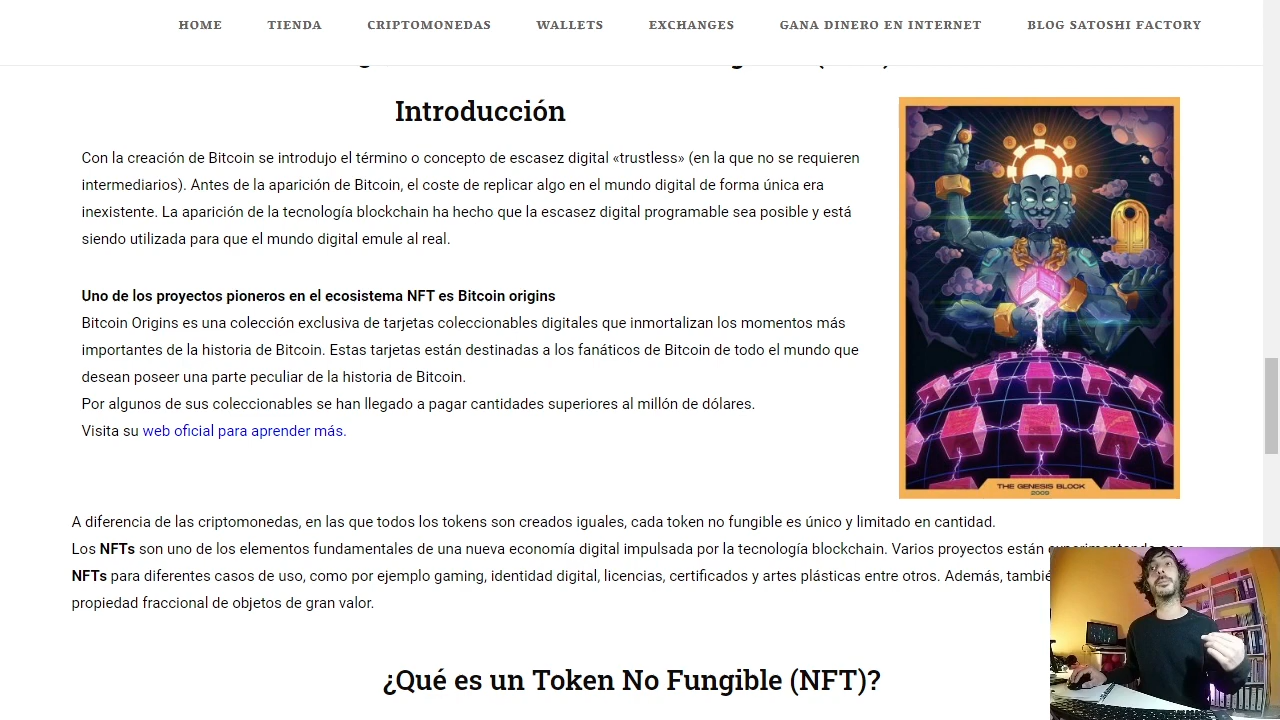 HOME TIENDA CRIPTOMONEDAS WALLETS EXCHANGES GANA DINERO EN INTERNET BLOG SATOSHI FACTORY
Introducción
Con la creación de Bitcoin se introdujo el término o concepto de escasez digital «trustless» (en la que no se requieren
intermediarios). Antes de la aparición de Bitcoin, el coste de replicar algo en el mundo digital de forma única era
inexistente. La aparición de la tecnología blockchain ha hecho que la escasez digital programable sea posible y está
siendo utilizada para que el mundo digital emule al real.
Uno de los proyectos pioneros en el ecosistema NFT es Bitcoin origins
Bitcoin Origins es una colección exclusiva de tarjetas coleccionables digitales que inmortalizan los momentos más
importantes de la historia de Bitcoin. Estas tarjetas están destinadas a los fanáticos de Bitcoin de todo el mundo que
desean poseer una parte peculiar de la historia de Bitcoin.
Por algunos de sus coleccionables se han llegado a pagar cantidades superiores al millón de dólares.
Visita su web oficial para aprender más.
THE GENESIS BLOCK
2009
A diferencia de las criptomonedas, en las que todos los tokens son creados iguales, cada token no fungible es único y limitado en cantidad.
Los NFTs son uno de los elementos fundamentales de una nueva economía digital impulsada por la tecnología blockchain. Varios proyectos están
NFTs para diferentes casos de uso, como por ejemplo gaming, identidad digital, licencias, certificados y artes plásticas entre otros. Además,
propiedad fraccional de objetos de gran valor.
¿Qué es un Token No Fungible (NFT)?